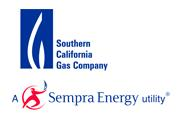 Southern
California
Gas Company
A Sempra Energy utility®